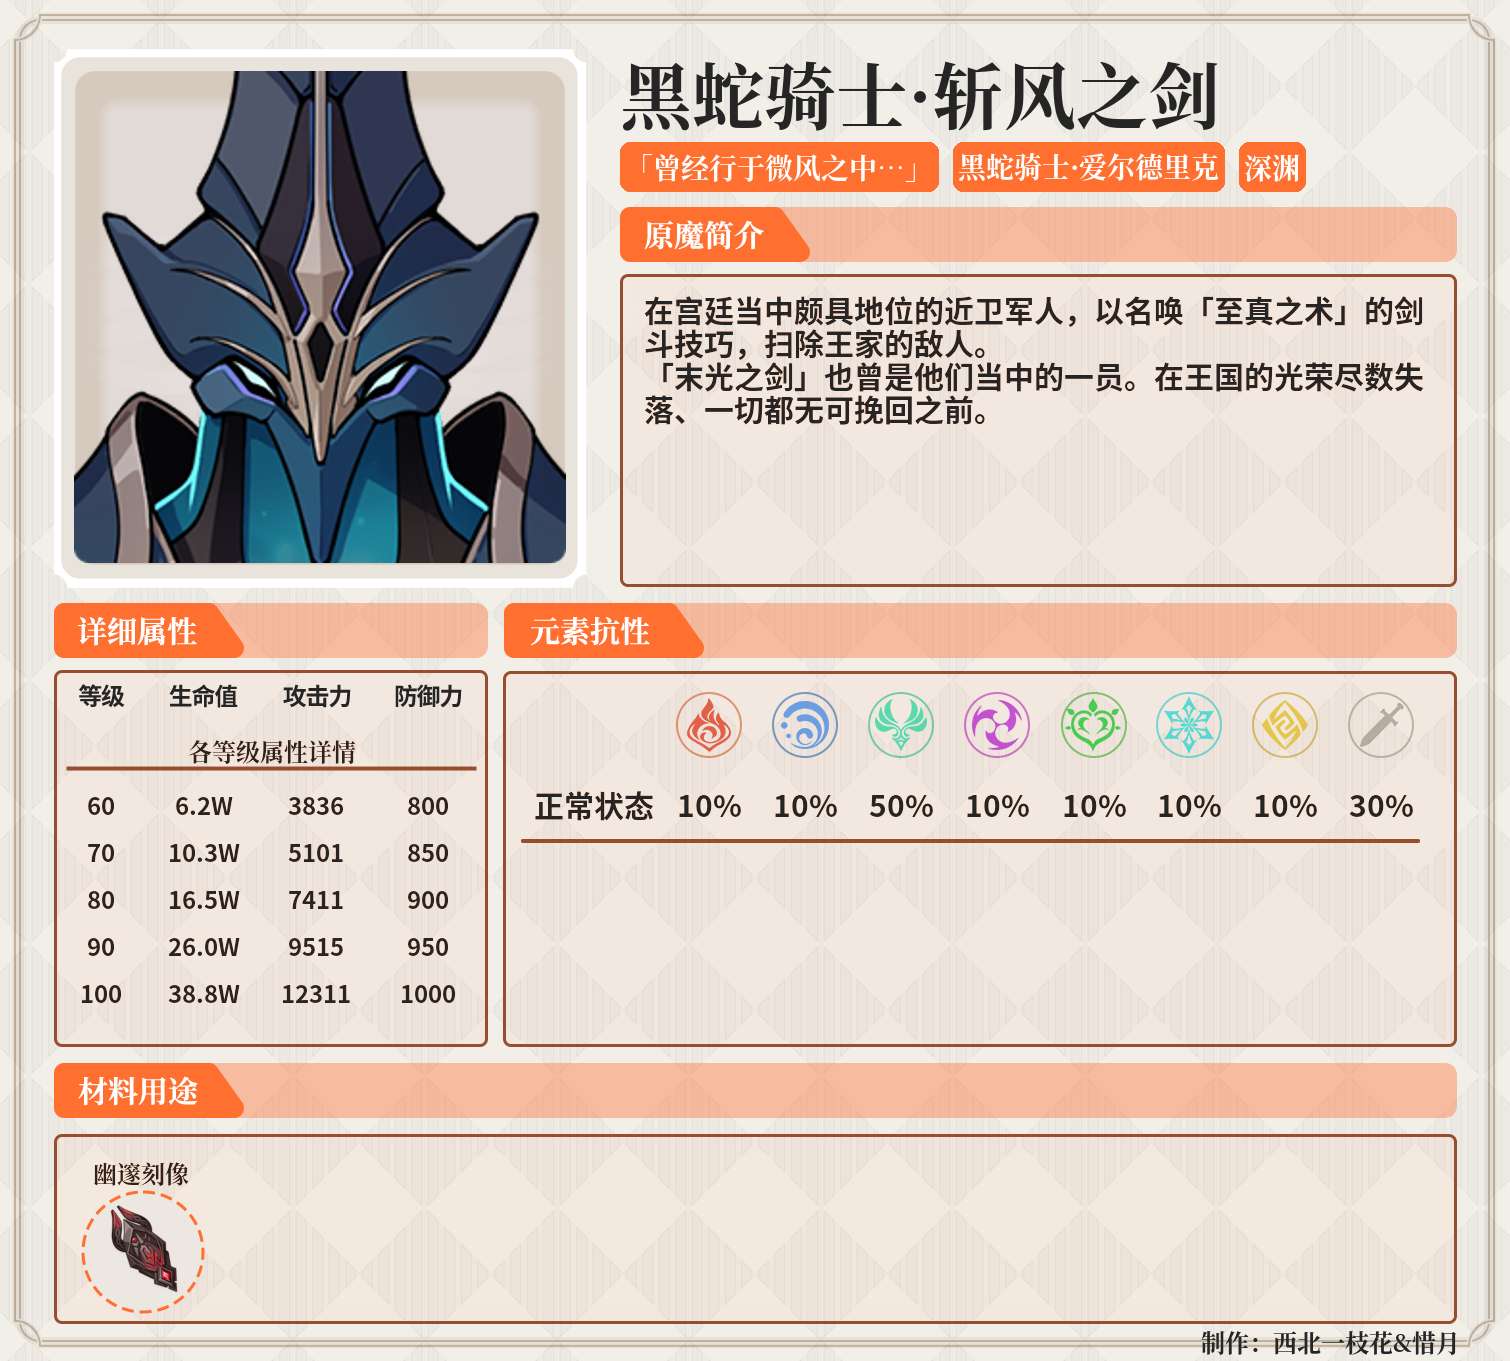 黑蛇骑士·斩风之剑
「曾经行于微风之中…」 黑蛇骑士·爱尔德里克 深渊
原魔简介
在宫廷当中颇具地位的近卫军人，以名唤「至真之术」的剑
斗技巧，扫除王家的敌人。
「末光之剑」也曾是他们当中的一员。在王国的光荣尽数失
落、一切都无可挽回之前。
详细属性
等级 生命值 攻击力 防御力
各等级属性详情
60 6.2W 3836 800
70 10.3W 5101 850
80 16.5W 7411 900
90 26.0W 9515 950
100 38.8W 12311 1000
元素抗性
正常状态 10% 10% 50% 10% 10% 10% 10% 30%
材料用途
幽邃刻像
制作：西北一枝花&惜月